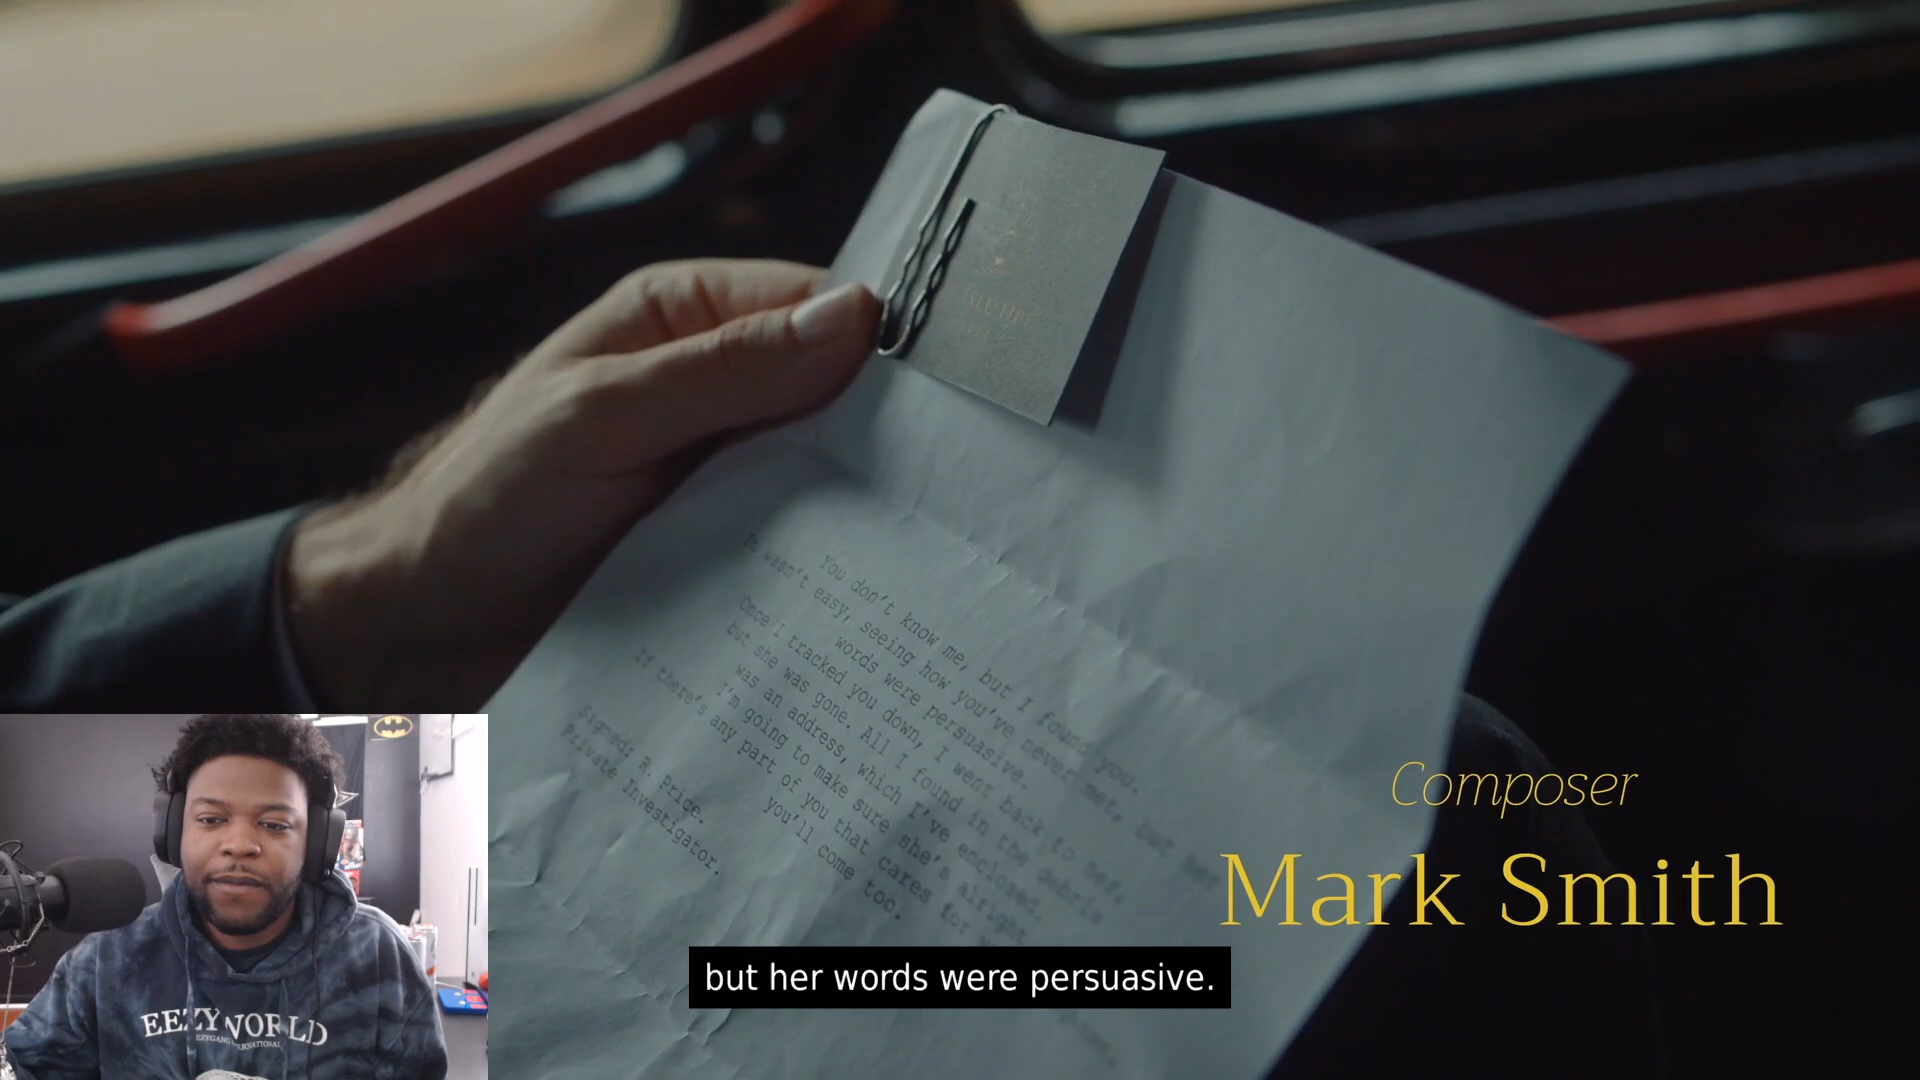 You don't know me, but I found you.
It wasn't easy, seeing how you've never met, but her
words were persuasive.
Once I tracked you down, I went back to her,
but she was gone. All I found in the debris
was an address, which I've enclosed.
I'm going to make sure she's alright
If there's any part of you that cares for
you'll come too.
Signed: R. Price.
Private Investigator.
Composer
Mark Smith
but her words were persuasive.
EEZYWORLD